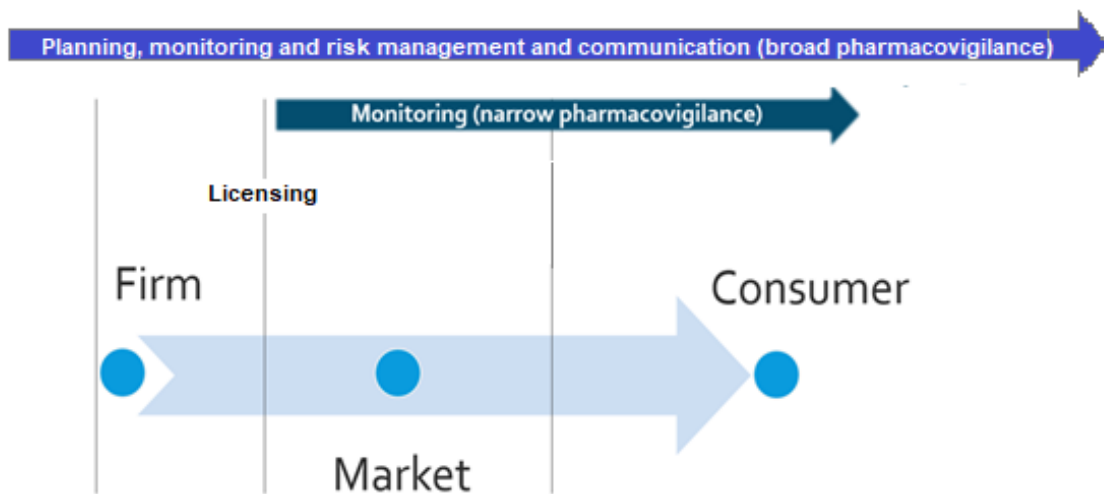 Planning, monitoring and risk management and communication (broad pharmacovigilance)
Monitoring (narrow pharmacovigilance)
Licensing
Firm
Consumer
Market